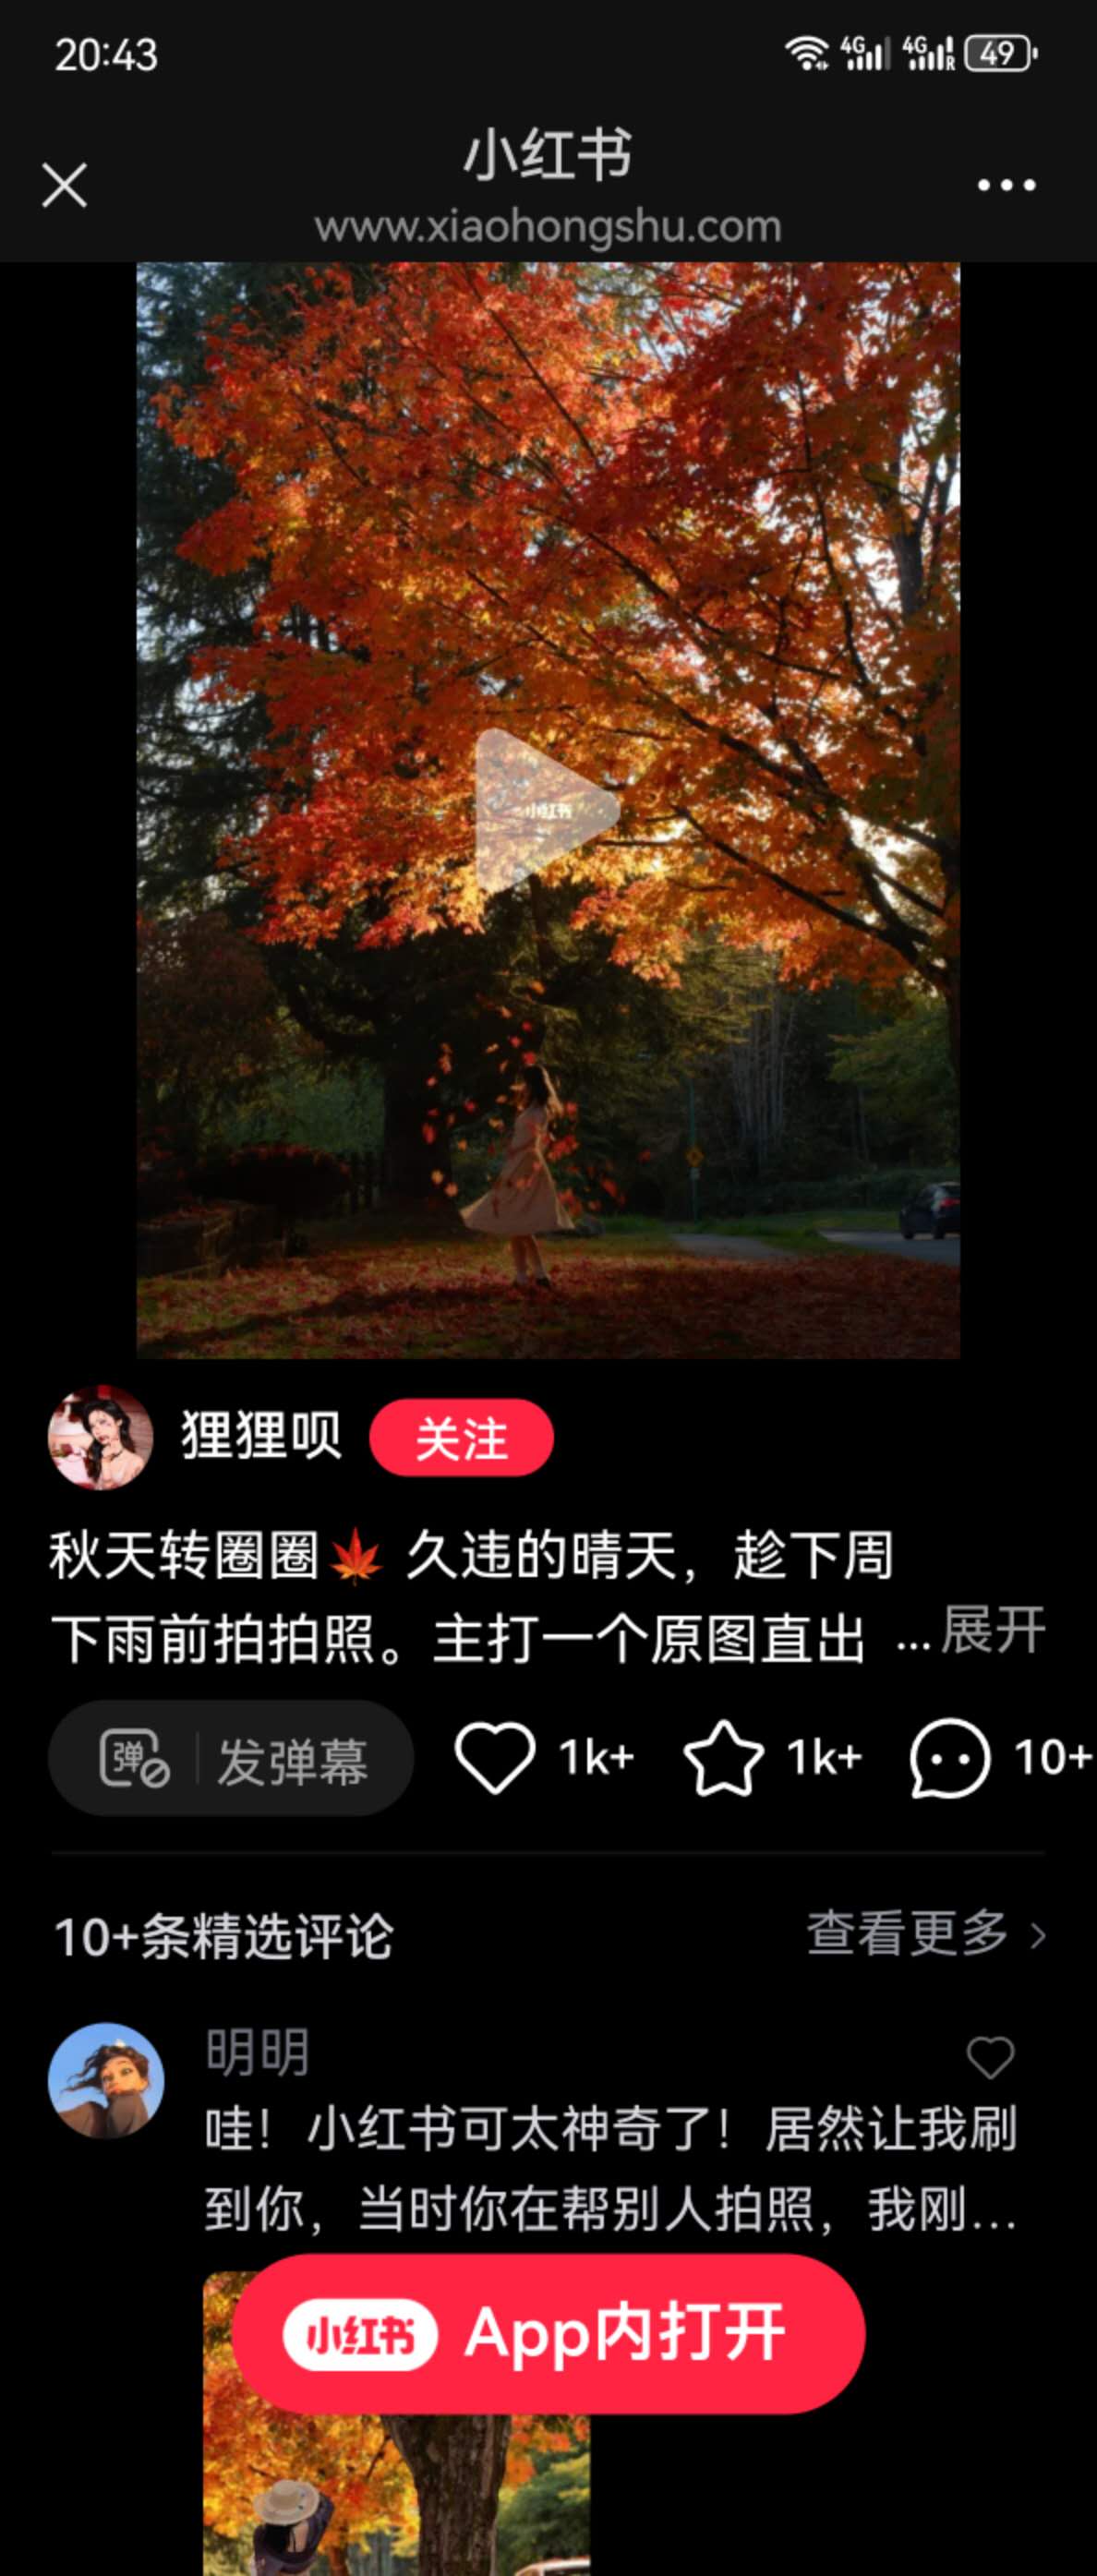 20:43
4G 4G R 49
小红书
www.xiaohongshu.com
小红书
狸狸呗 关注
秋天转圈圈🍁 久违的晴天，趁下周
下雨前拍拍照。主打一个原图直出 ...展开
弹 发弹幕 1k+ 1k+ 10+
10+条精选评论 查看更多 >
明明
哇！小红书可太神奇了！居然让我刷
到你，当时你在帮别人拍照，我刚...
小红书 App内打开